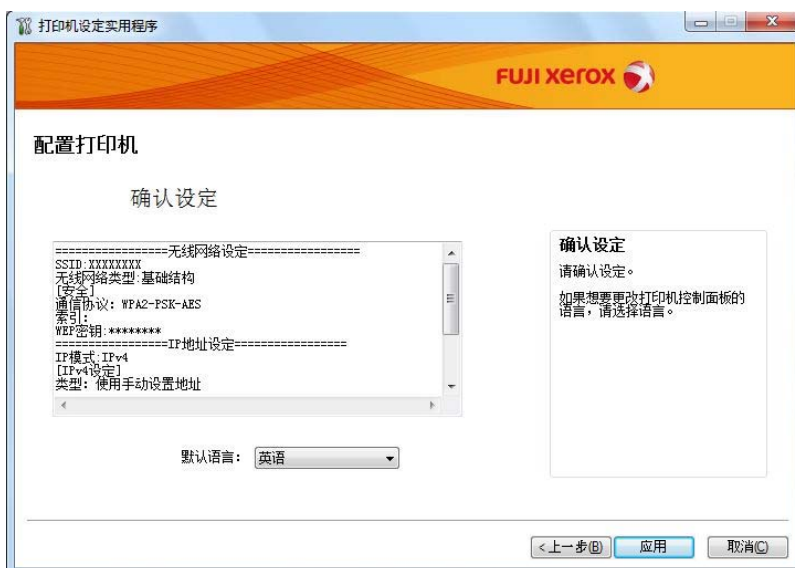 打印机设定实用程序
FUJI xerox
配置打印机
确认设定
=================无线网络设定=================
SSID:XXXXXXXX
无线网络类型:基础结构
[安全]
通信协议: WPA2-PSK-AES
索引:
WEP密钥:********
=================IP地址设定=================
IP模式:IPv4
[IPv4设定]
类型: 使用手动设置地址
默认语言: 英语
确认设定
请确认设定。
如果想要更改打印机控制面板的
语言，请选择语言。
<上一步(B) 应用 取消(C)